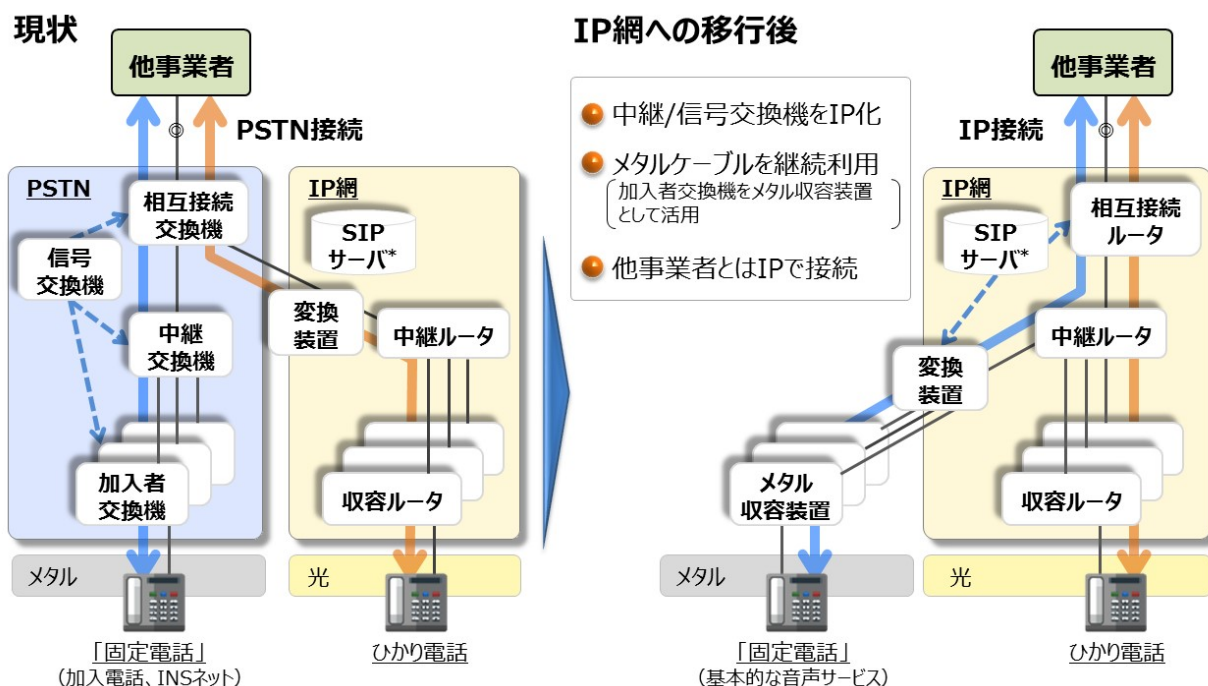 現状
他事業者
PSTN接続
PSTN
相互接続
交換機
信号
交換機
中継
交換機
加入者
交換機
IP網
SIP
サーバ*
変換
装置
中継ルータ
収容ルータ
メタル
光
「固定電話」
(加入電話、INSネット)
ひかり電話
IP網への移行後
中継/信号交換機をIP化
メタルケーブルを継続利用
加入者交換機をメタル収容装置
として活用
他事業者とはIPで接続
他事業者
IP接続
IP網
SIP
サーバ*
相互接続
ルータ
変換
装置
中継ルータ
メタル
収容装置
収容ルータ
メタル
光
「固定電話」
(基本的な音声サービス)
ひかり電話